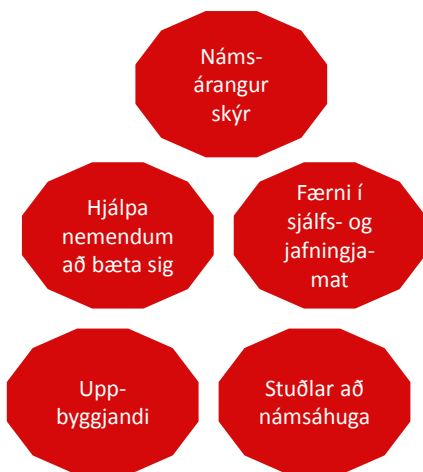 Náms-
árangur
skýr
Hjálpa
nemendum
að bæta sig
Færni í
sjálfs- og
jafningja-
mat
Upp-
byggjandi
Stuðlar að
námsáhuga